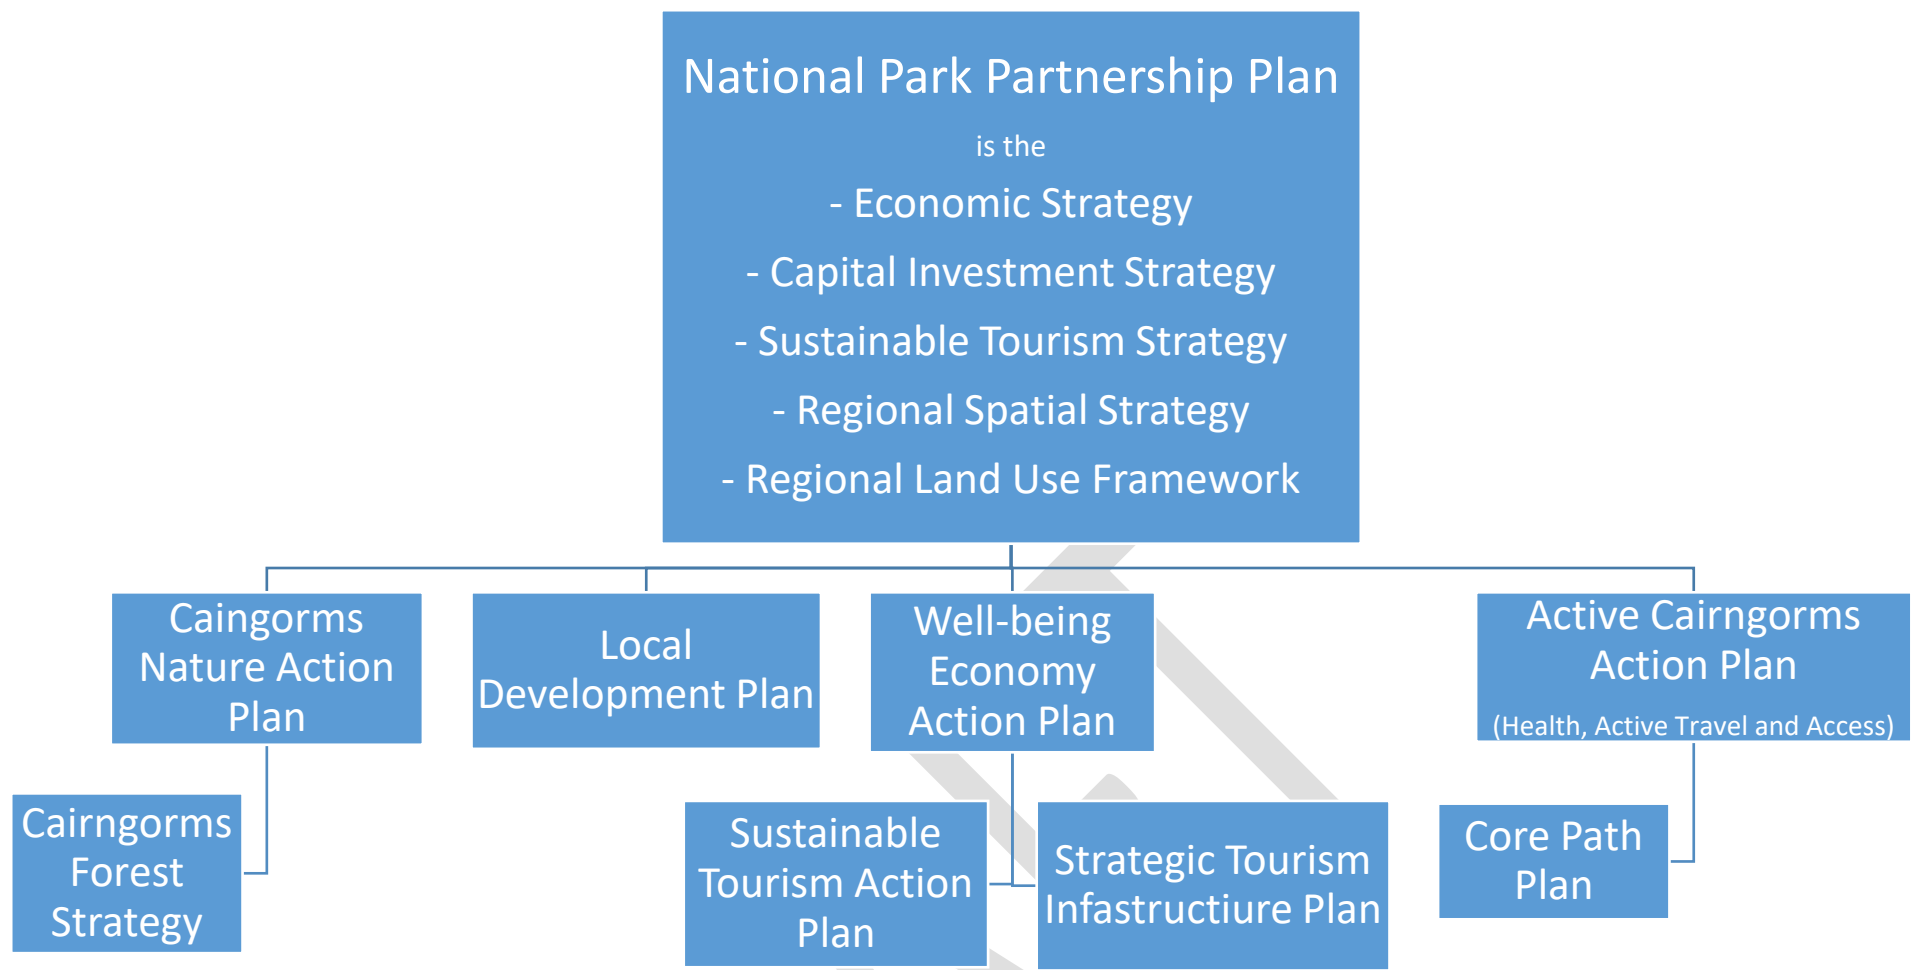 National Park Partnership Plan
is the
- Economic Strategy
- Capital Investment Strategy
- Sustainable Tourism Strategy
- Regional Spatial Strategy
- Regional Land Use Framework
Caingorms
Nature Action
Plan
Local
Development Plan
Well-being
Economy
Action Plan
Active Cairngorms
Action Plan
(Health, Active Travel and Access)
Cairngorms
Forest
Strategy
Sustainable
Tourism Action
Plan
Strategic Tourism
Infastructiure Plan
Core Path
Plan